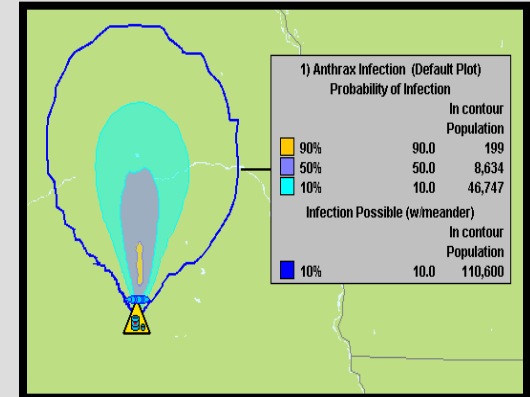 1) Anthrax Infection (Default Plot)
Probability of Infection
In contour
Population
90% 90.0 199
50% 50.0 8,634
10% 10.0 46,747
Infection Possible (w/meander)
In contour
Population
10% 10.0 110,600